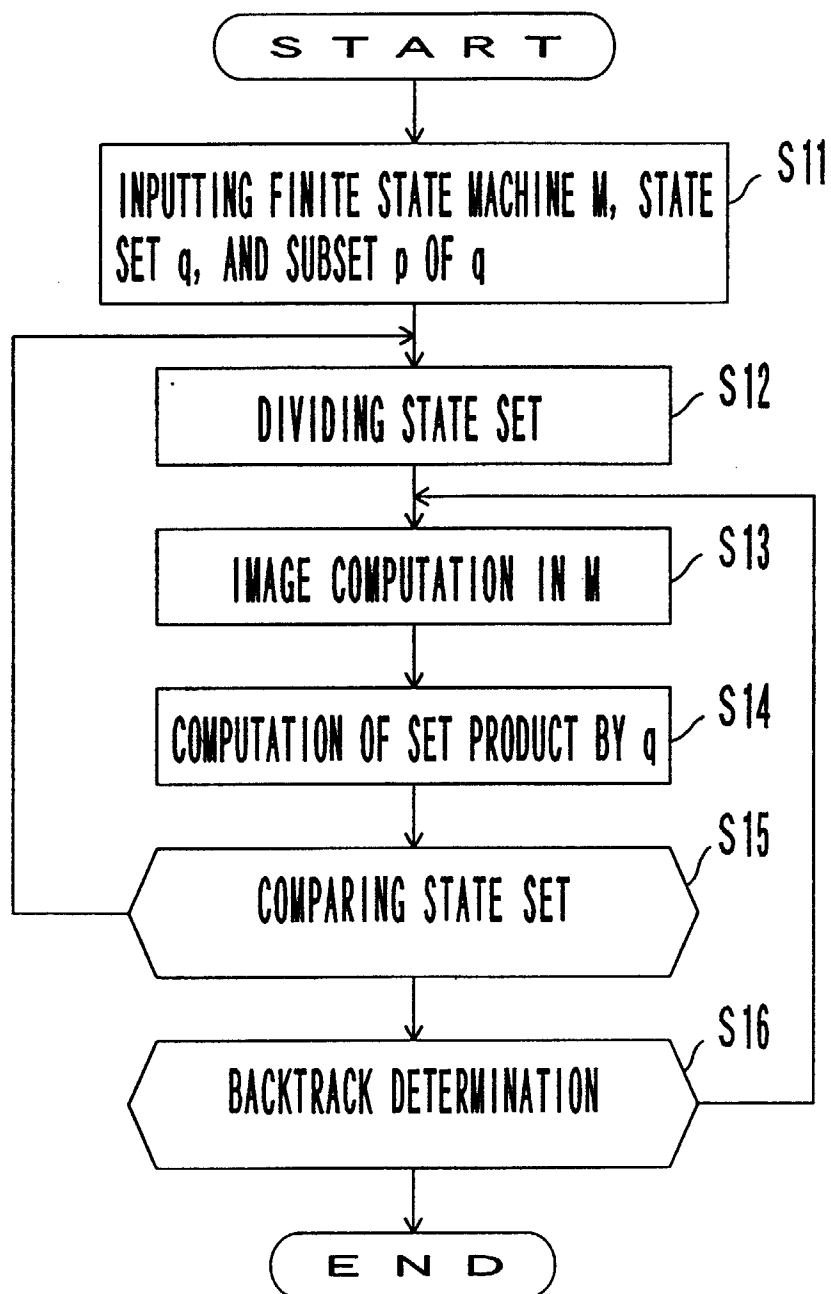 START
S11
INPUTTING FINITE STATE MACHINE M, STATE
SET q, AND SUBSET p OF q
S12
DIVIDING STATE SET
S13
IMAGE COMPUTATION IN M
S14
COMPUTATION OF SET PRODUCT BY q
S15
COMPARING STATE SET
S16
BACKTRACK DETERMINATION
END